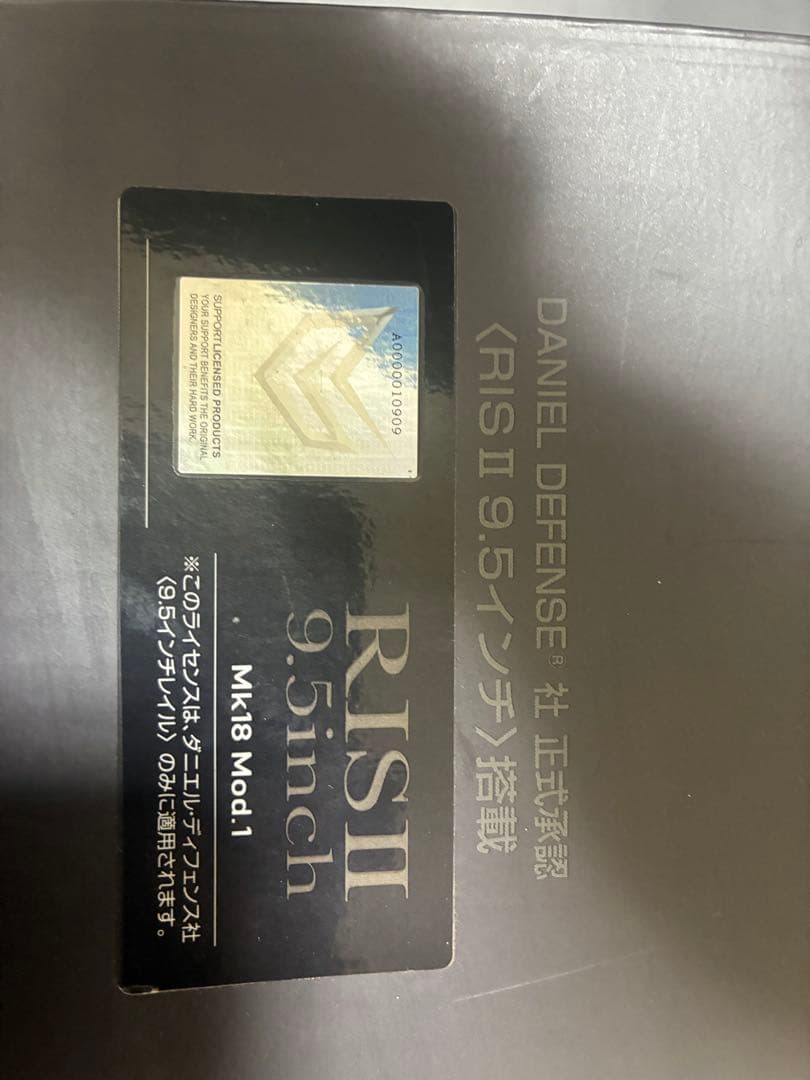 DANIEL DEFENSE® 社 正式承認
〈RIS II 9.5インチ〉搭載
A0000010909
SUPPORT LICENSED PRODUCTS
YOUR SUPPORT BENEFITS THE ORIGINAL
DESIGNERS AND THEIR HARD WORK.
RIS II
9.5inch
Mk18 Mod.1
※このライセンスは、ダニエル・ディフェンス社
〈9.5インチレイル〉のみに適用されます。